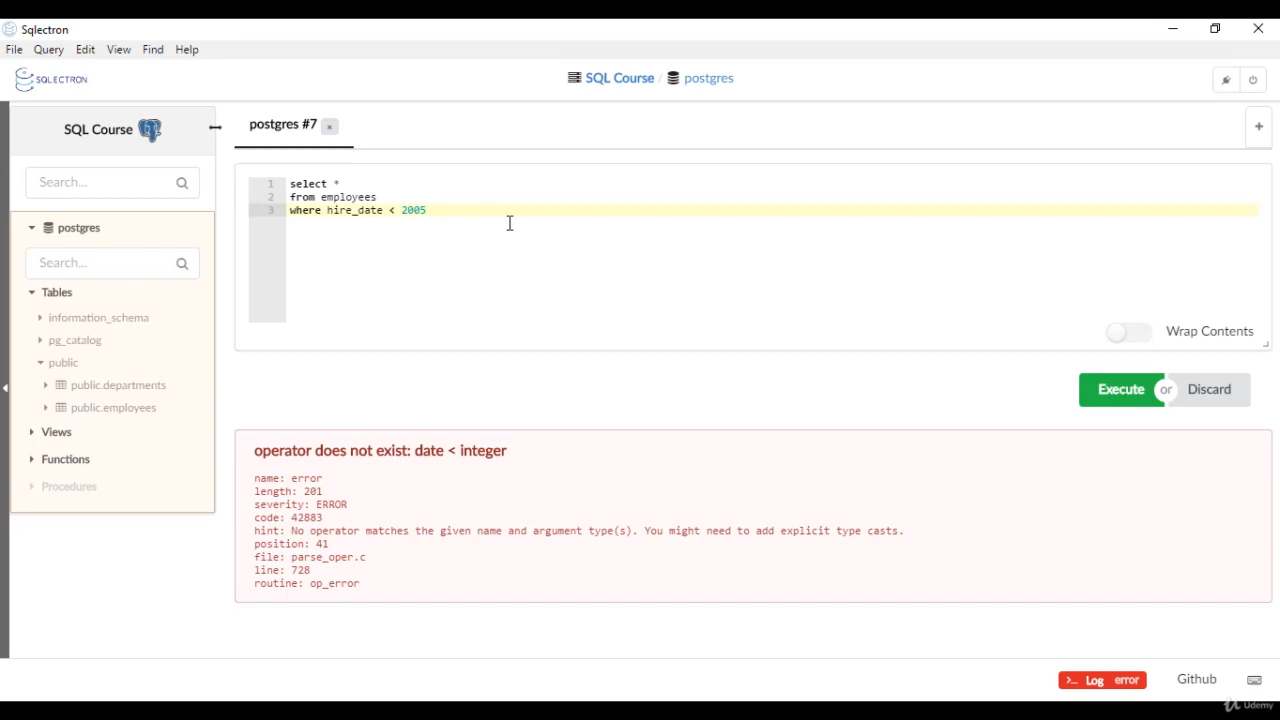 Sqlectron
File Query Edit View Find Help
SQLECTRON
SQL Course / postgres
SQL Course
postgres #7 ×
+
Search...
1 select *
2 from employees
3 where hire_date < 2005
postgres
Search...
Tables
information_schema
pg_catalog
public
public.departments
public.employees
Views
Functions
Procedures
Wrap Contents
Execute or Discard
operator does not exist: date < integer
name: error
length: 201
severity: ERROR
code: 42883
hint: No operator matches the given name and argument type(s). You might need to add explicit type casts.
position: 41
file: parse_oper.c
line: 728
routine: op_error
>_ Log error
Github
Udemy